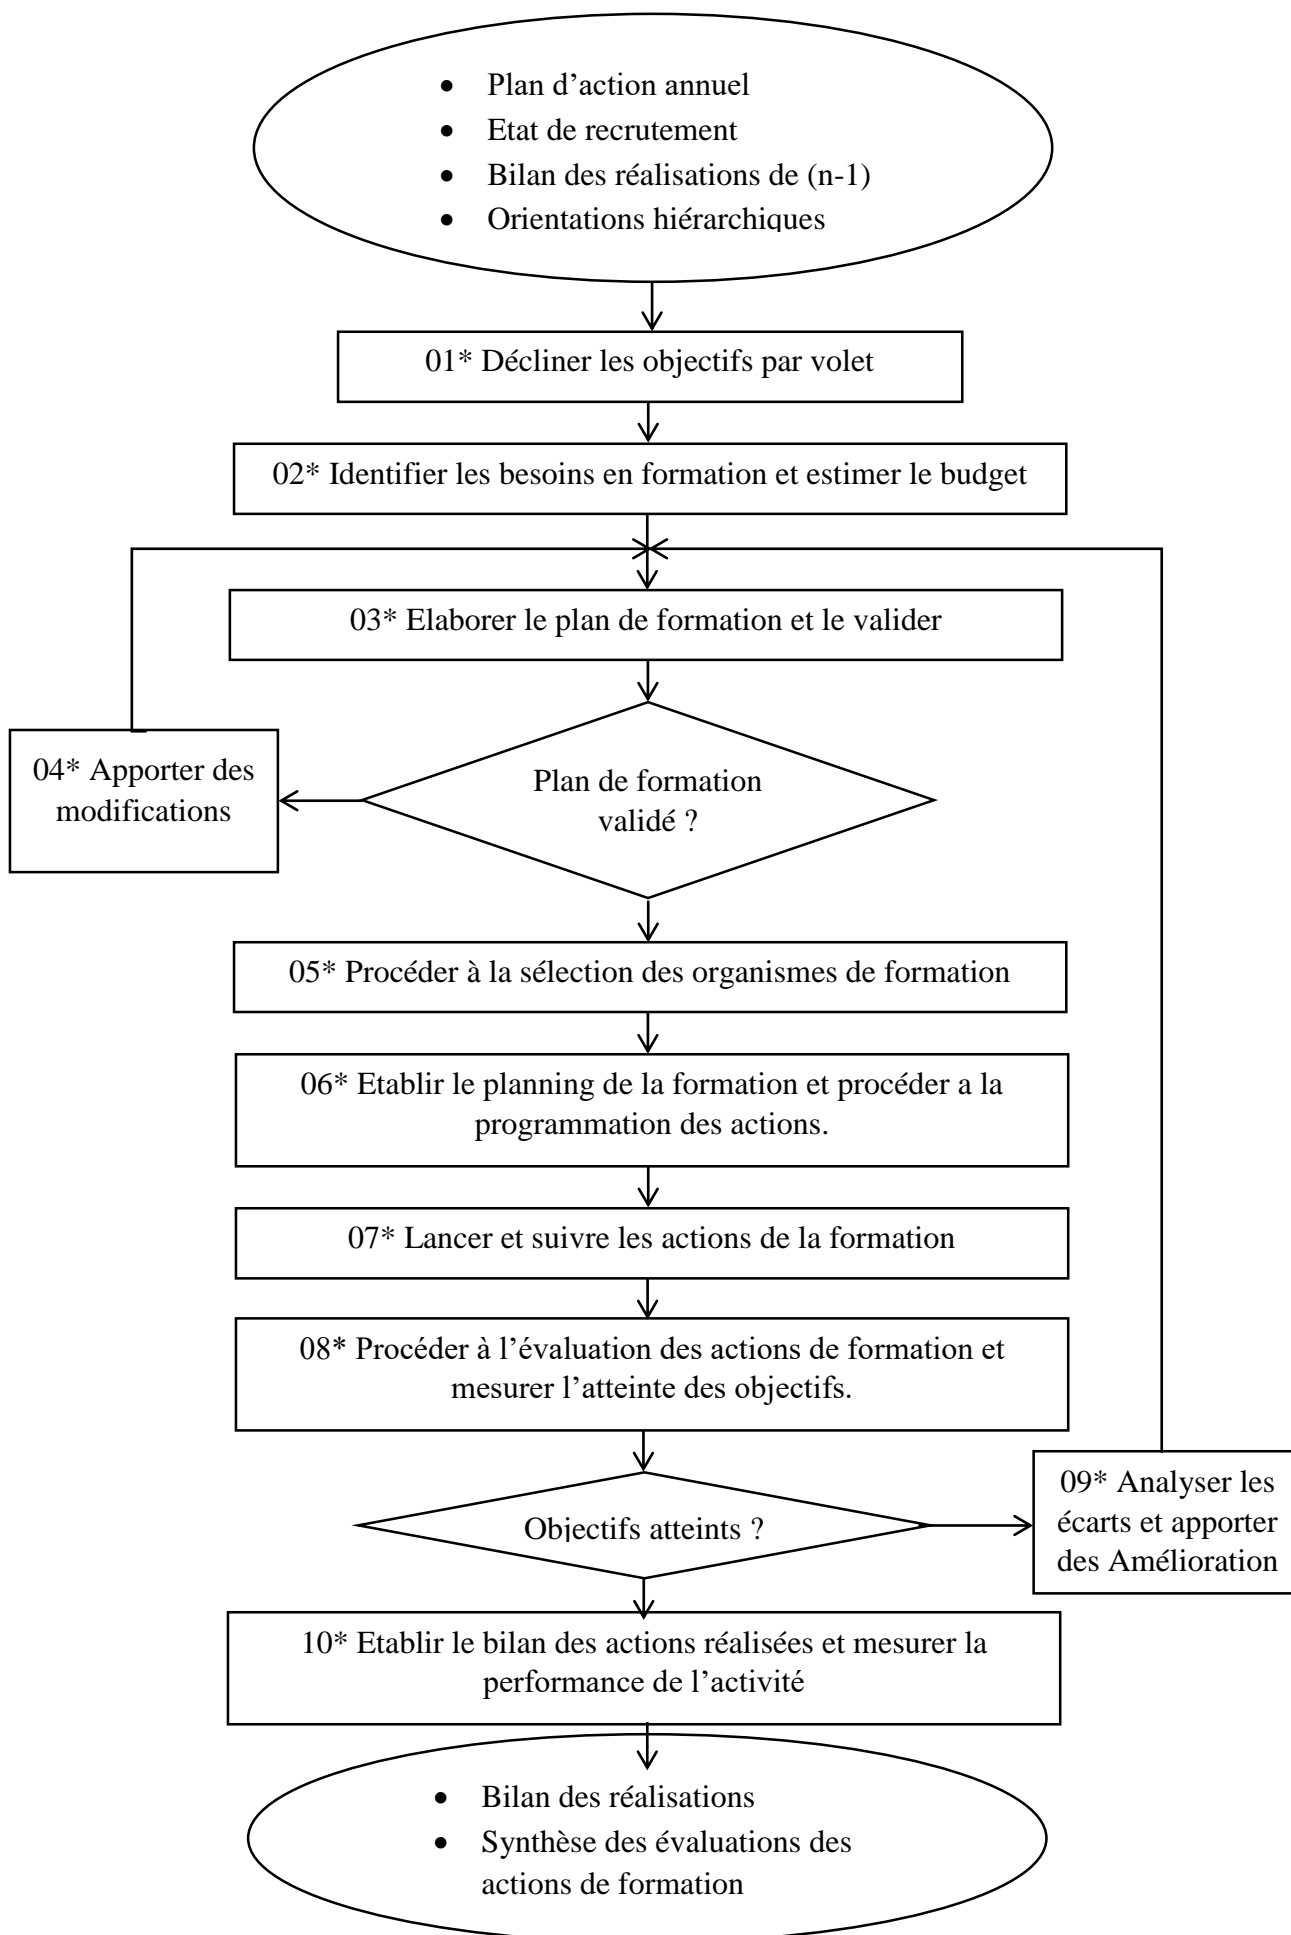 • Plan d’action annuel
• Etat de recrutement
• Bilan des réalisations de (n-1)
• Orientations hiérarchiques
01* Décliner les objectifs par volet
02* Identifier les besoins en formation et estimer le budget
03* Elaborer le plan de formation et le valider
04* Apporter des
modifications
Plan de formation
validé ?
05* Procéder à la sélection des organismes de formation
06* Etablir le planning de la formation et procéder a la
programmation des actions.
07* Lancer et suivre les actions de la formation
08* Procéder à l’évaluation des actions de formation et
mesurer l’atteinte des objectifs.
Objectifs atteints ?
09* Analyser les
écarts et apporter
des Amélioration
10* Etablir le bilan des actions réalisées et mesurer la
performance de l’activité
• Bilan des réalisations
• Synthèse des évaluations des
actions de formation